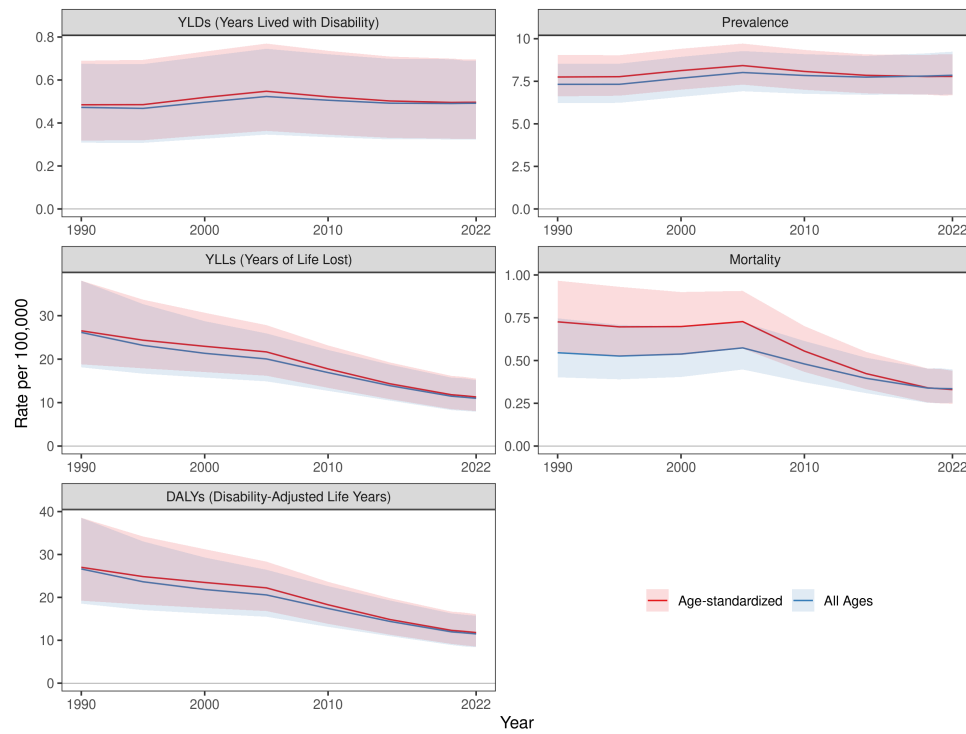 YLDs (Years Lived with Disability)
0.8
0.6
0.4
0.2
0.0
1990 2000 2010 2022
Prevalence
10
7.5
5.0
2.5
0
1990 2000 2010 2022
YLLs (Years of Life Lost)
30
20
10
0
1990 2000 2010 2022
Mortality
1.00
0.75
0.50
0.25
0.00
1990 2000 2010 2022
DALYs (Disability-Adjusted Life Years)
40
30
20
10
0
1990 2000 2010 2022
Rate per 100,000
Year
Age-standardized All Ages